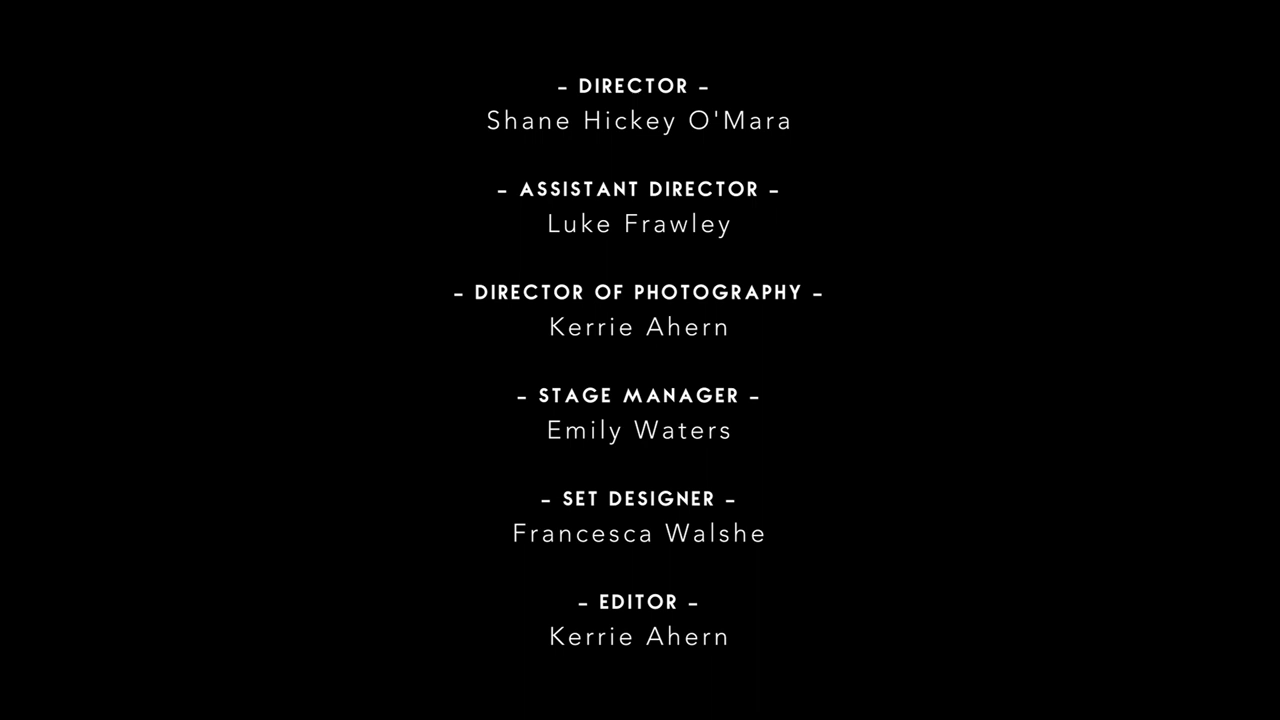 – DIRECTOR –
Shane Hickey O'Mara
– ASSISTANT DIRECTOR –
Luke Frawley
– DIRECTOR OF PHOTOGRAPHY –
Kerrie Ahern
– STAGE MANAGER –
Emily Waters
– SET DESIGNER –
Francesca Walshe
– EDITOR –
Kerrie Ahern